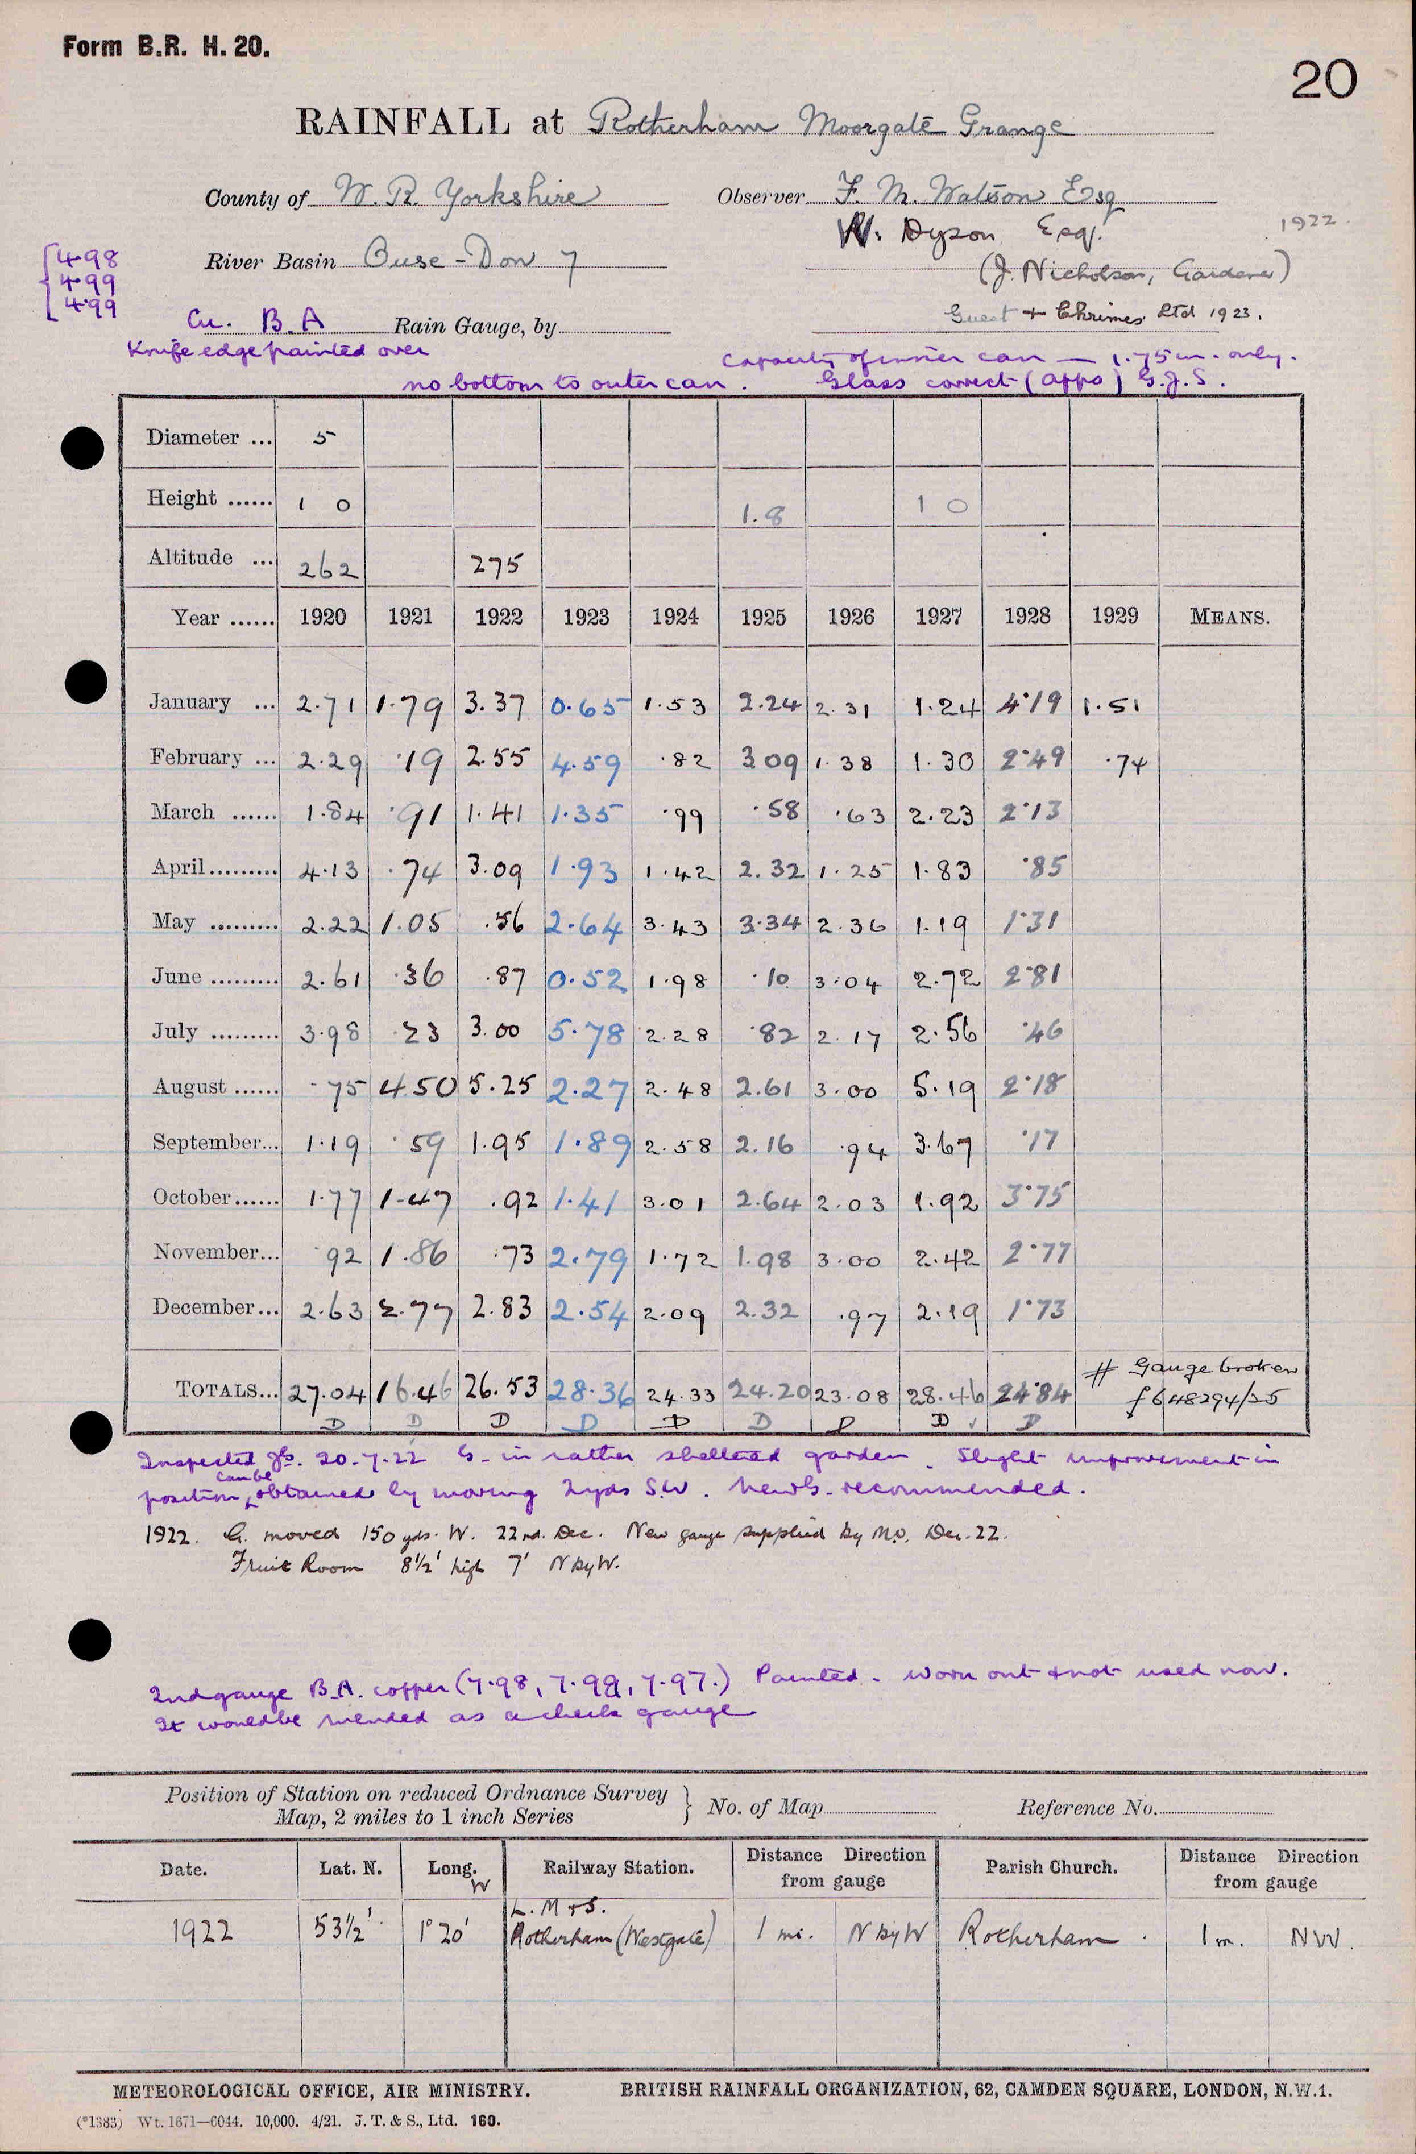 Form B.R. H. 20.
20
RAINFALL at Rotherham Moorgate Grange
County of W. R. Yorkshire Observer F. M. Watson Esq
W. Dyson Esq. 1922.
River Basin Ouse - Don 7 (J. Nicholson, Gardener)
{4.98
4.99
4.99
Cu. B.A Rain Gauge, by Guest + Chrimes Ltd 1923.
Knife edge painted over Capacity of inner can — 1.75 in. only.
no bottom to outer can. Glass correct (appx) G.J.S.
Diameter ... 5
Height ...... 1 0 1.8 1 0
Altitude ... 262 275
Year ...... 1920 1921 1922 1923 1924 1925 1926 1927 1928 1929 MEANS.
January ... 2.71 1.79 3.37 0.65 1.53 2.24 2.31 1.24 4.19 1.51
February ... 2.29 .19 2.55 4.59 .82 3.09 1.38 1.30 2.49 .74
March ...... 1.84 .91 1.41 1.35 .99 .58 .63 2.23 2.13
April ......... 4.13 .74 3.09 1.93 1.42 2.32 1.25 1.83 .85
May ......... 2.22 1.05 .56 2.64 3.43 3.34 2.36 1.19 1.31
June ......... 2.61 .36 .87 0.52 1.98 .10 3.04 2.72 2.81
July ......... 3.98 .23 3.00 5.78 2.28 .82 2.17 2.56 .46
August ...... .75 4.50 5.25 2.27 2.48 2.61 3.00 5.19 2.18
September... 1.19 .59 1.95 1.89 2.58 2.16 .94 3.67 .17
October...... 1.77 1.47 .92 1.41 3.01 2.64 2.03 1.92 3.75
November... .92 1.86 .73 2.79 1.72 1.98 3.00 2.42 2.77
December... 2.63 2.77 2.83 2.54 2.09 2.32 .97 2.19 1.73
# Gauge broken
TOTALS... 27.04 16.46 26.53 28.36 24.33 24.20 23.08 28.46 24.84 f 648294/25
D D D D D D D D ✓ D
Inspected 20.7.22 G. in rather sheltered garden. Slight improvement in
position can be obtained by moving 2yds S.W. New G. recommended.
1922. G. moved 150 yds. W. 22nd. Dec. New gauge supplied by M.O. Dec. 22.
Fruit Room 8½' high 7' N by W.
2nd gauge B.A. copper (7.98, 7.99, 7.97.) Painted - worn out & not used now.
It would be mended as a check gauge
Position of Station on reduced Ordnance Survey
Map, 2 miles to 1 inch Series } No. of Map Reference No.
Date. Lat. N. Long. W Railway Station. Distance Direction from gauge Parish Church. Distance Direction from gauge
L. M & S.
1922 53½'. 1° 20' Rotherham (Westgate) 1 mi. N by W Rotherham. 1 m. NW.
METEOROLOGICAL OFFICE, AIR MINISTRY. BRITISH RAINFALL ORGANIZATION, 62, CAMDEN SQUARE, LONDON, N.W.1.
(*1383) Wt. 1671—6044. 10,000. 4/21. J. T. & S., Ltd. 160.